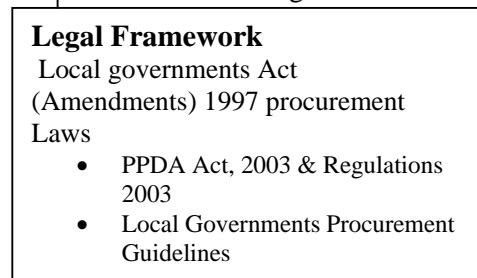 Legal Framework
Local governments Act
(Amendments) 1997 procurement
Laws
• PPDA Act, 2003 & Regulations
2003
• Local Governments Procurement
Guidelines